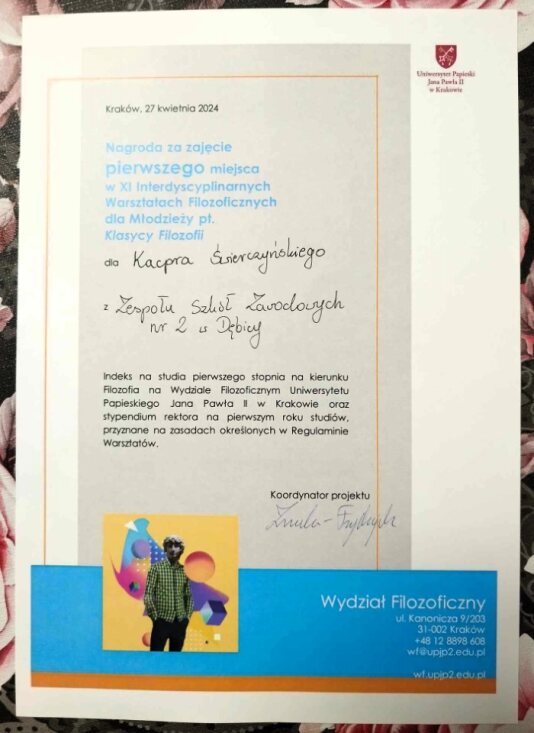 Uniwersytet Papieski
Jana Pawła II
w Krakowie
Kraków, 27 kwietnia 2024
Nagroda za zajęcie
pierwszego miejsca
w XI Interdyscyplinarnych
Warsztatach Filozoficznych
dla Młodzieży pt.
Klasycy Filozofii
dla Kacpra Świerczyńskiego
z Zespołu Szkół Zawodowych
nr 2 w Dębicy
Indeks na studia pierwszego stopnia na kierunku
Filozofia na Wydziale Filozoficznym Uniwersytetu
Papieskiego Jana Pawła II w Krakowie oraz
stypendium rektora na pierwszym roku studiów,
przyznane na zasadach określonych w Regulaminie
Warsztatów.
Koordynator projektu
Wydział Filozoficzny
ul. Kanonicza 9/203
31-002 Kraków
+48 12 8898 608
wf@upjp2.edu.pl
wf.upjp2.edu.pl